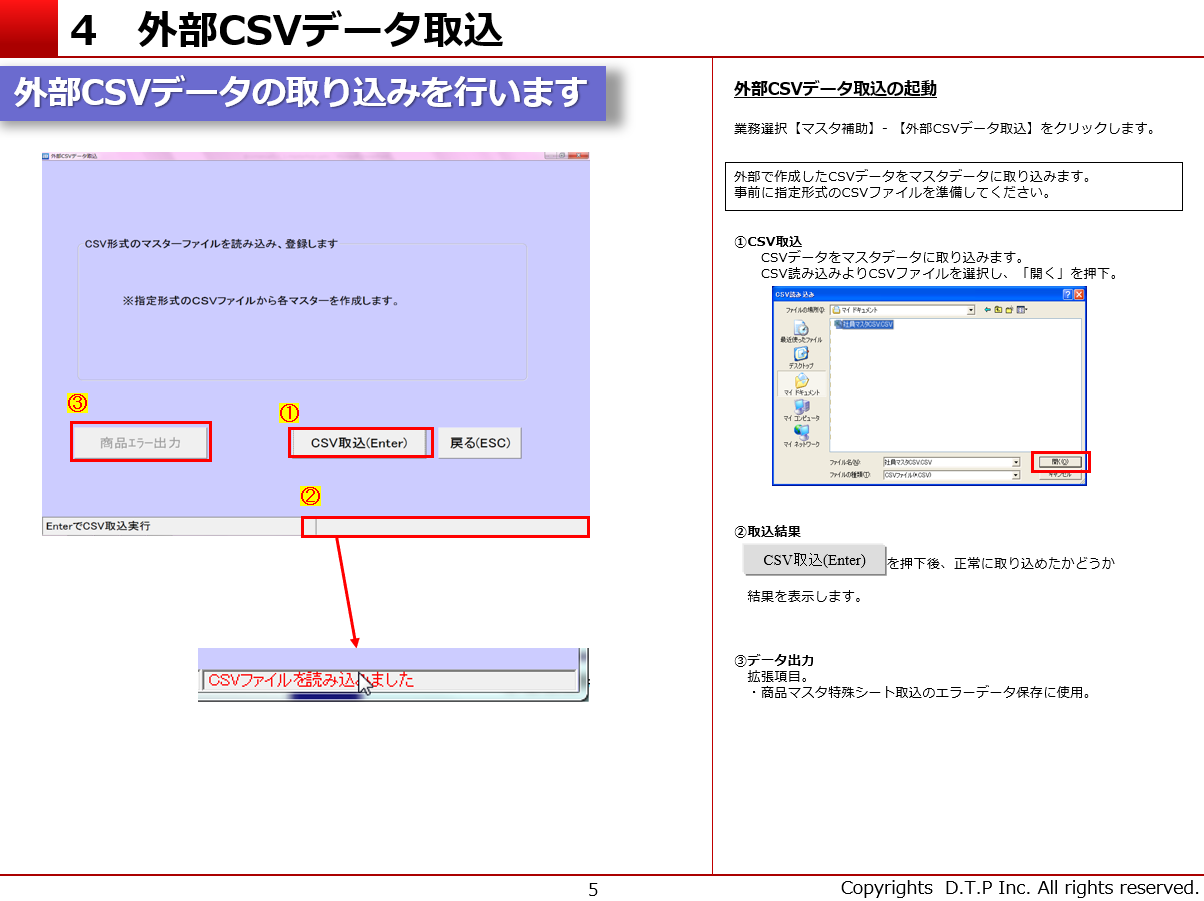 4　外部CSVデータ取込
外部CSVデータの取り込みを行います
外部CSVデータ取込
CSV形式のマスターファイルを読み込み、登録します
※指定形式のCSVファイルから各マスターを作成します。
③
①
商品エラー出力
CSV取込(Enter)
戻る(ESC)
②
EnterでCSV取込実行
CSVファイルを読み込みました
外部CSVデータ取込の起動
業務選択【マスタ補助】-【外部CSVデータ取込】をクリックします。
外部で作成したCSVデータをマスタデータに取り込みます。
事前に指定形式のCSVファイルを準備してください。
①CSV取込
CSVデータをマスタデータに取り込みます。
CSV読み込みよりCSVファイルを選択し、「開く」を押下。
CSV読み込み
ファイルの場所(I):
マイ ドキュメント
社員マスタCSV.CSV
最近使ったファイル
デスクトップ
マイ ドキュメント
マイ コンピュータ
マイ ネットワーク
ファイル名(N):
社員マスタCSV.CSV
開く(O)
ファイルの種類(T):
CSVファイル(*.CSV)
キャンセル
②取込結果
CSV取込(Enter) を押下後、正常に取り込めたかどうか
結果を表示します。
③データ出力
拡張項目。
・商品マスタ特殊シート取込のエラーデータ保存に使用。
5
Copyrights D.T.P Inc. All rights reserved.